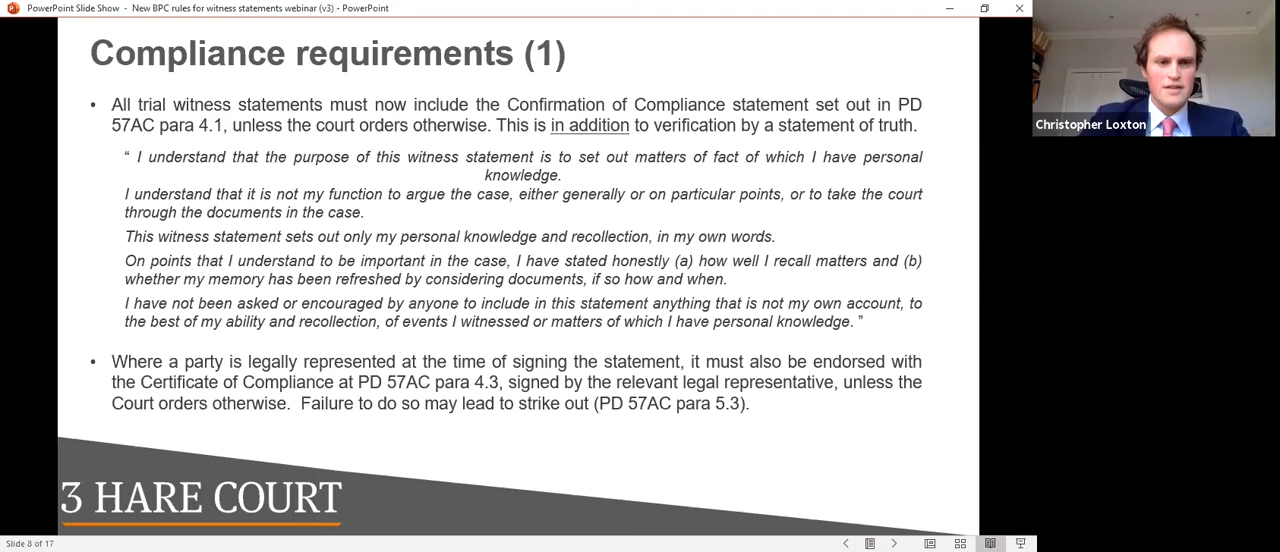 PowerPoint Slide Show - New BPC rules for witness statements webinar (v3) - PowerPoint
Christopher Loxton
Compliance requirements (1)
• All trial witness statements must now include the Confirmation of Compliance statement set out in PD
57AC para 4.1, unless the court orders otherwise. This is in addition to verification by a statement of truth.
“ I understand that the purpose of this witness statement is to set out matters of fact of which I have personal
knowledge.
I understand that it is not my function to argue the case, either generally or on particular points, or to take the court
through the documents in the case.
This witness statement sets out only my personal knowledge and recollection, in my own words.
On points that I understand to be important in the case, I have stated honestly (a) how well I recall matters and (b)
whether my memory has been refreshed by considering documents, if so how and when.
I have not been asked or encouraged by anyone to include in this statement anything that is not my own account, to
the best of my ability and recollection, of events I witnessed or matters of which I have personal knowledge. ”
• Where a party is legally represented at the time of signing the statement, it must also be endorsed with
the Certificate of Compliance at PD 57AC para 4.3, signed by the relevant legal representative, unless the
Court orders otherwise. Failure to do so may lead to strike out (PD 57AC para 5.3).
3 HARE COURT
Slide 8 of 17